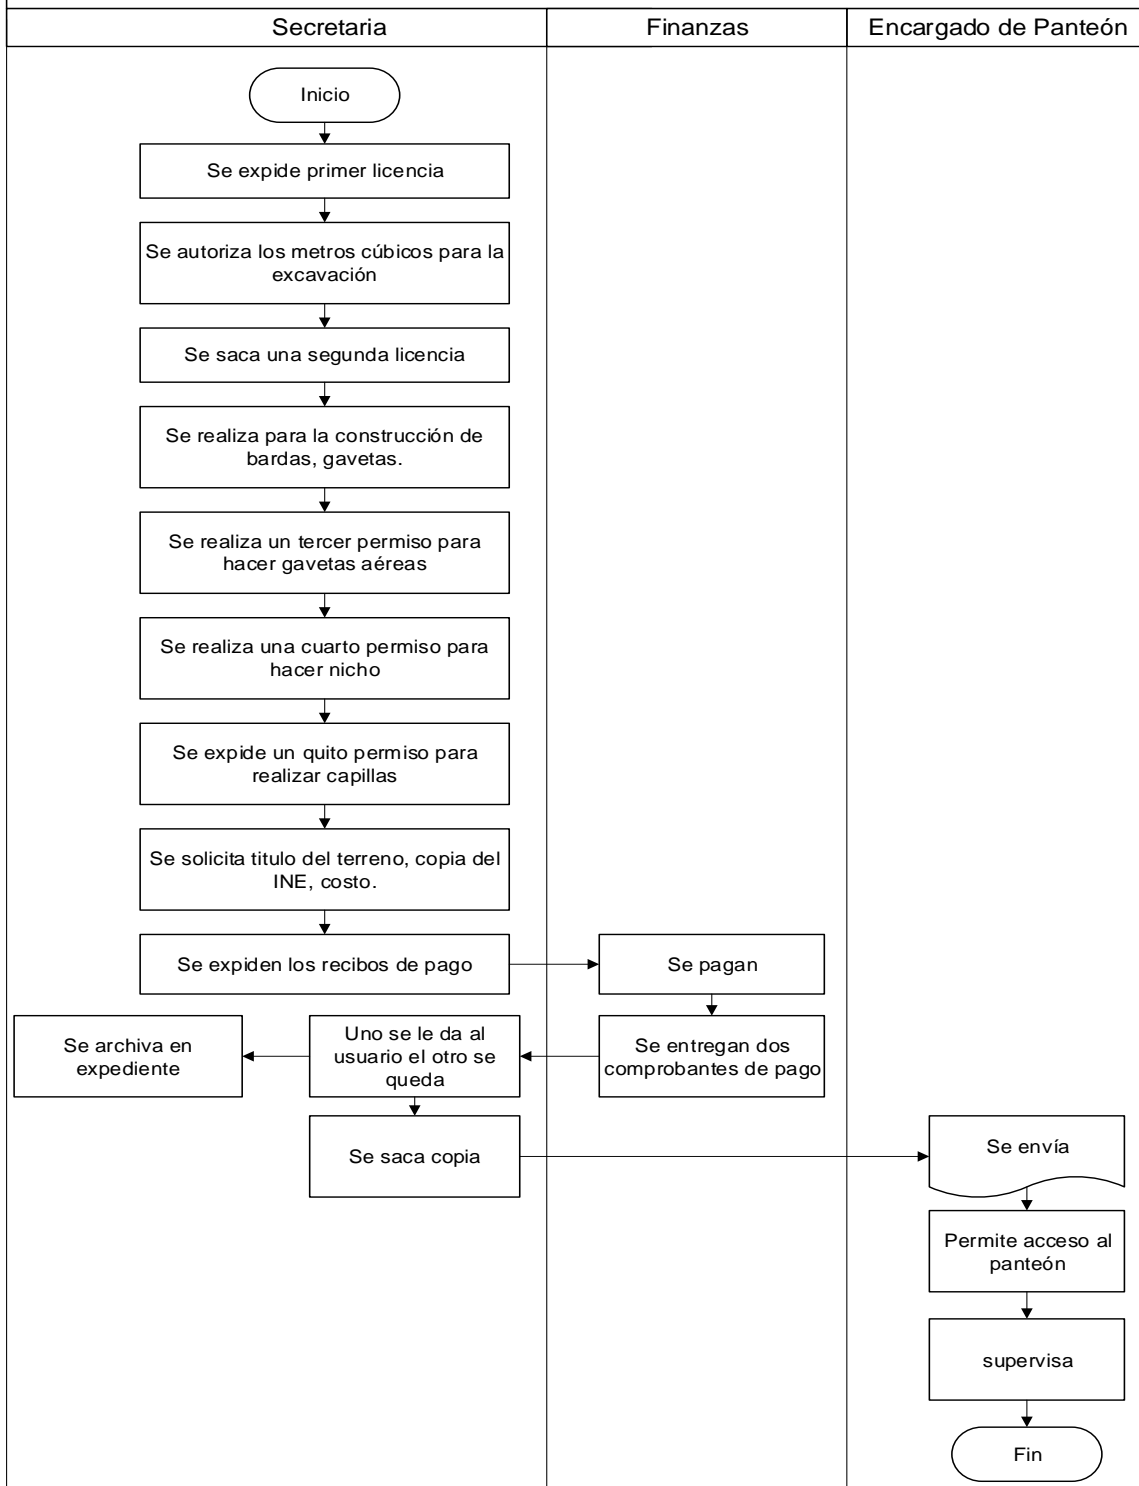 Secretaria
Finanzas
Encargado de Panteón
Inicio
Se expide primer licencia
Se autoriza los metros cúbicos para la
excavación
Se saca una segunda licencia
Se realiza para la construcción de
bardas, gavetas.
Se realiza un tercer permiso para
hacer gavetas aéreas
Se realiza una cuarto permiso para
hacer nicho
Se expide un quito permiso para
realizar capillas
Se solicita titulo del terreno, copia del
INE, costo.
Se expiden los recibos de pago
Se pagan
Se entregan dos
comprobantes de pago
Uno se le da al
usuario el otro se
queda
Se archiva en
expediente
Se saca copia
Se envía
Permite acceso al
panteón
supervisa
Fin